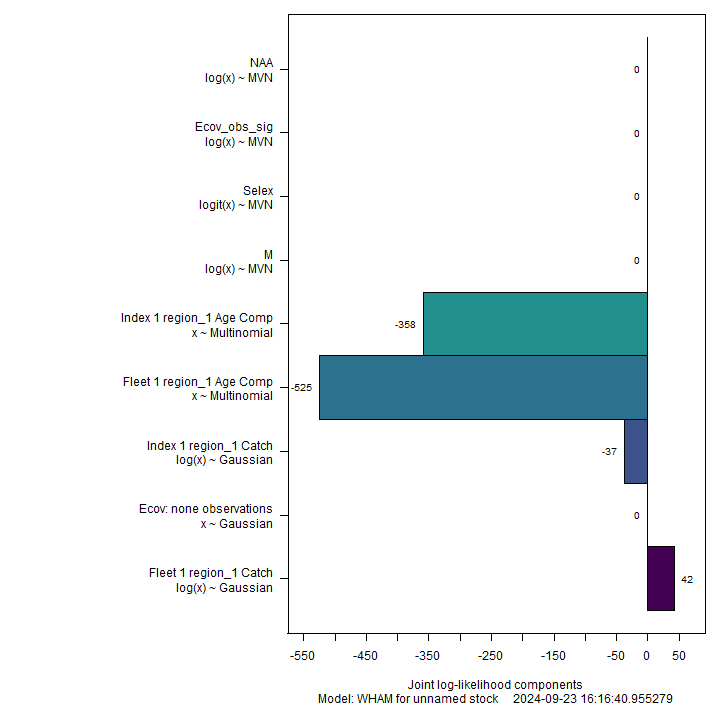 NAA
log(x) ~ MVN
0
Ecov_obs_sig
log(x) ~ MVN
0
Selex
logit(x) ~ MVN
0
M
log(x) ~ MVN
0
Index 1 region_1 Age Comp
x ~ Multinomial
-358
Fleet 1 region_1 Age Comp
x ~ Multinomial
-525
Index 1 region_1 Catch
log(x) ~ Gaussian
-37
Ecov: none observations
x ~ Gaussian
0
Fleet 1 region_1 Catch
log(x) ~ Gaussian
42
-550 -450 -350 -250 -150 -50 0 50
Joint log-likelihood components
Model: WHAM for unnamed stock 2024-09-23 16:16:40.955279